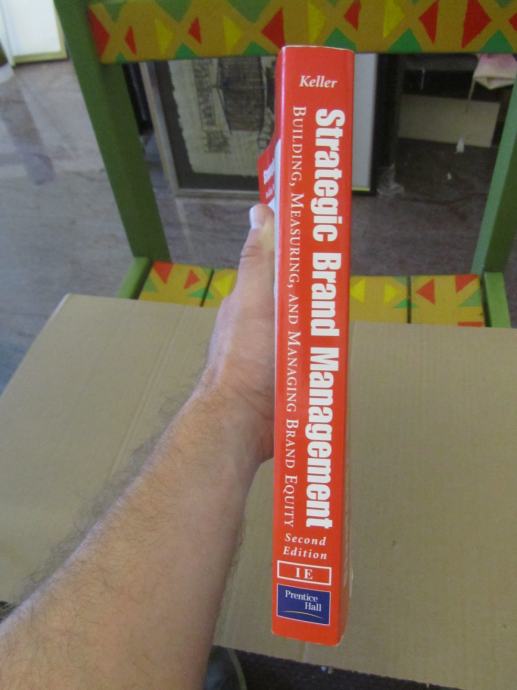 Keller
Strategic Brand Management
BUILDING, MEASURING, AND MANAGING BRAND EQUITY
Second
Edition
IE
Prentice
Hall